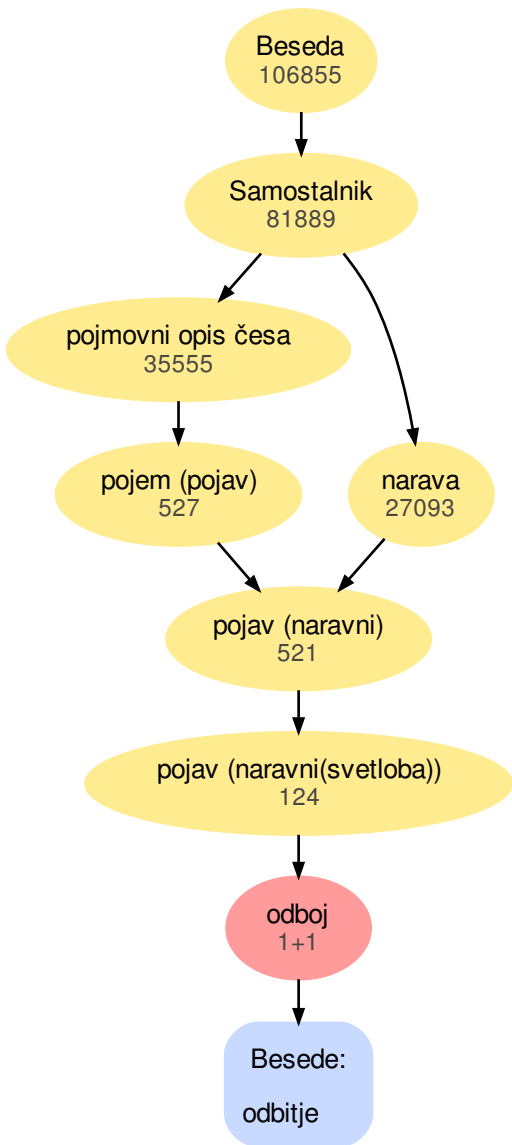 Beseda
106855
Samostalnik
81889
pojmovni opis česa
35555
pojem (pojav)
527
narava
27093
pojav (naravni)
521
pojav (naravni(svetloba))
124
odboj
1+1
Besede:
odbitje